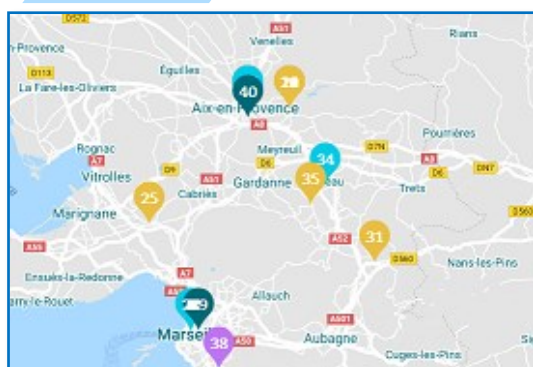 D572
A51
n-Provence
Venelles
Rians
D113
Éguilles
La Fare-les-Oliviers
40
Aix-en-Provence
A8
Rognac
Meyreuil
34
D7N
Pourrières
A7
D9
A51
D6
A8
DN7
Vitrolles
Cabriès
Gardanne
35
eau
Trets
D6
25
Marignane
A52
31
D560
D560
A55
Nans-les-Pins
Ensuès-la-Redonne
A7
arry-le-Rouet
Allauch
A501
Marseil
38
A50
Aubagne
Cuges-les-Pins